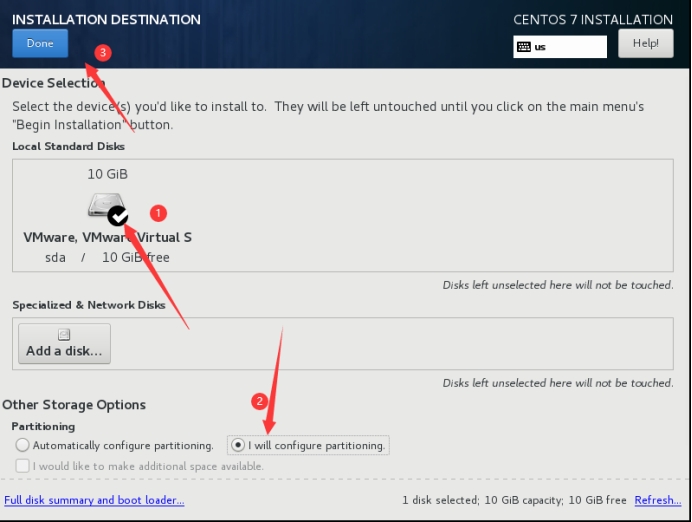 INSTALLATION DESTINATION
CENTOS 7 INSTALLATION
Done
3
us
Help!
Device Selection
Select the device(s) you'd like to install to. They will be left untouched until you click on the main menu's
"Begin Installation" button.
Local Standard Disks
10 GiB
1
VMware, VMware Virtual S
sda / 10 GiB free
Disks left unselected here will not be touched.
Specialized & Network Disks
Add a disk...
Disks left unselected here will not be touched.
2
Other Storage Options
Partitioning
Automatically configure partitioning. I will configure partitioning.
I would like to make additional space available.
Full disk summary and boot loader... 1 disk selected; 10 GiB capacity; 10 GiB free Refresh...